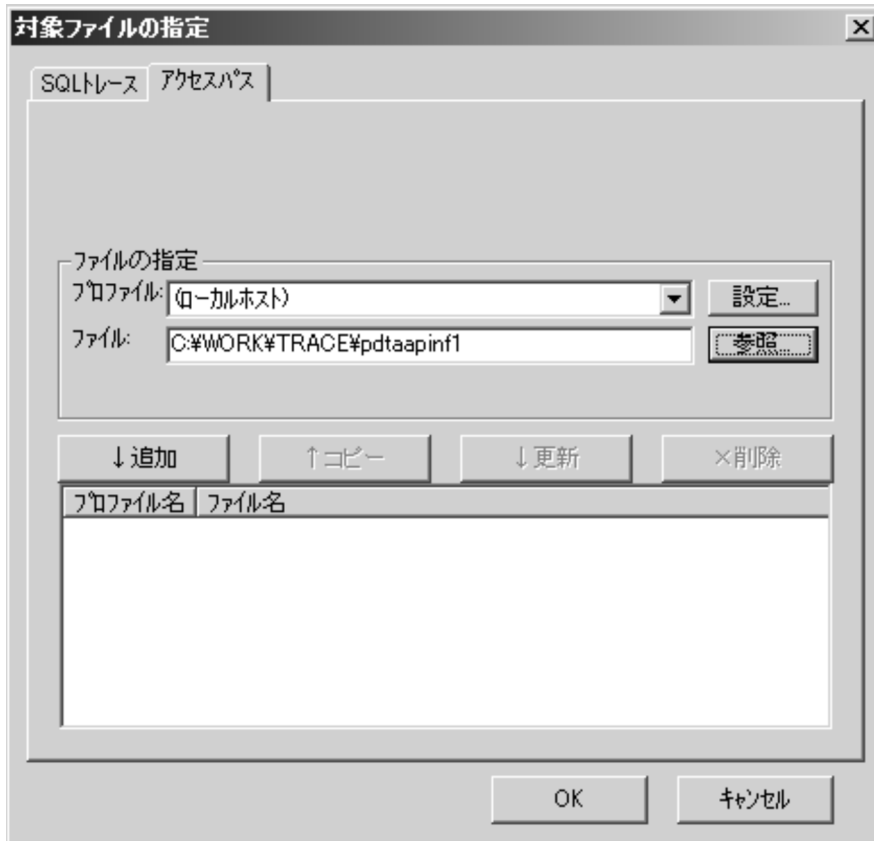 対象ファイルの指定
SQLトレース アクセスパス
ファイルの指定
プロファイル: (ローカルホスト) 設定...
ファイル: C:¥WORK¥TRACE¥pdtaapinf1 参照...
↓追加 ↑コピー ↓更新 ×削除
プロファイル名 ファイル名
OK キャンセル